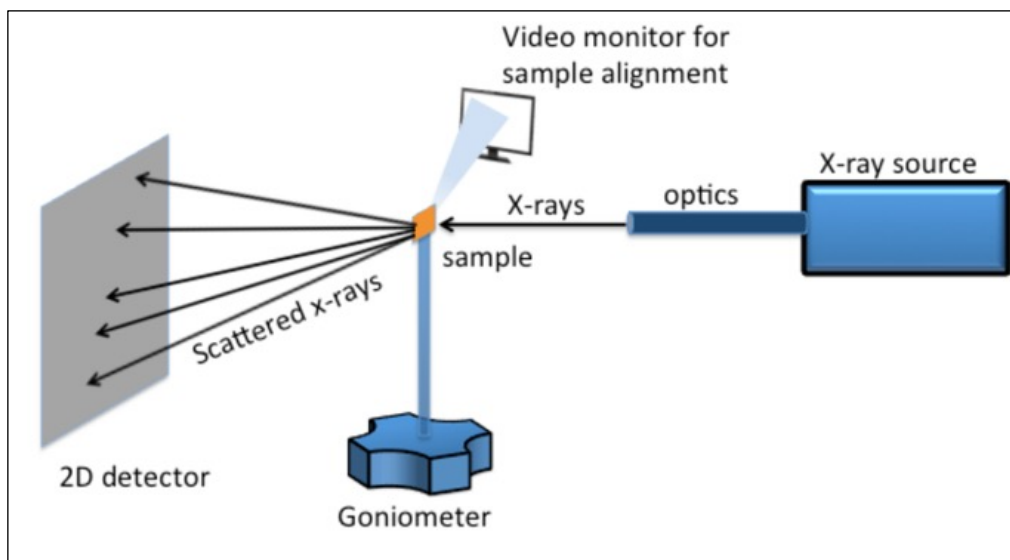 Video monitor for
sample alignment
X-ray source
optics
X-rays
sample
Scattered x-rays
2D detector
Goniometer